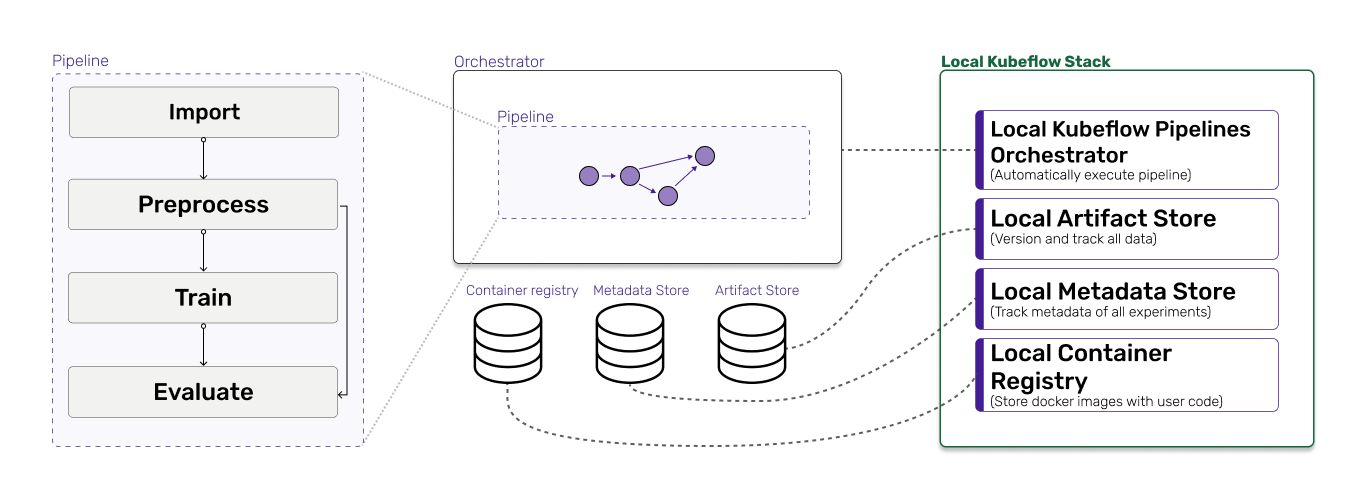 Pipeline
Import
Preprocess
Train
Evaluate
Orchestrator
Pipeline
Container registry
Metadata Store
Artifact Store
Local Kubeflow Stack
Local Kubeflow Pipelines
Orchestrator
(Automatically execute pipeline)
Local Artifact Store
(Version and track all data)
Local Metadata Store
(Track metadata of all experiments)
Local Container
Registry
(Store docker images with user code)